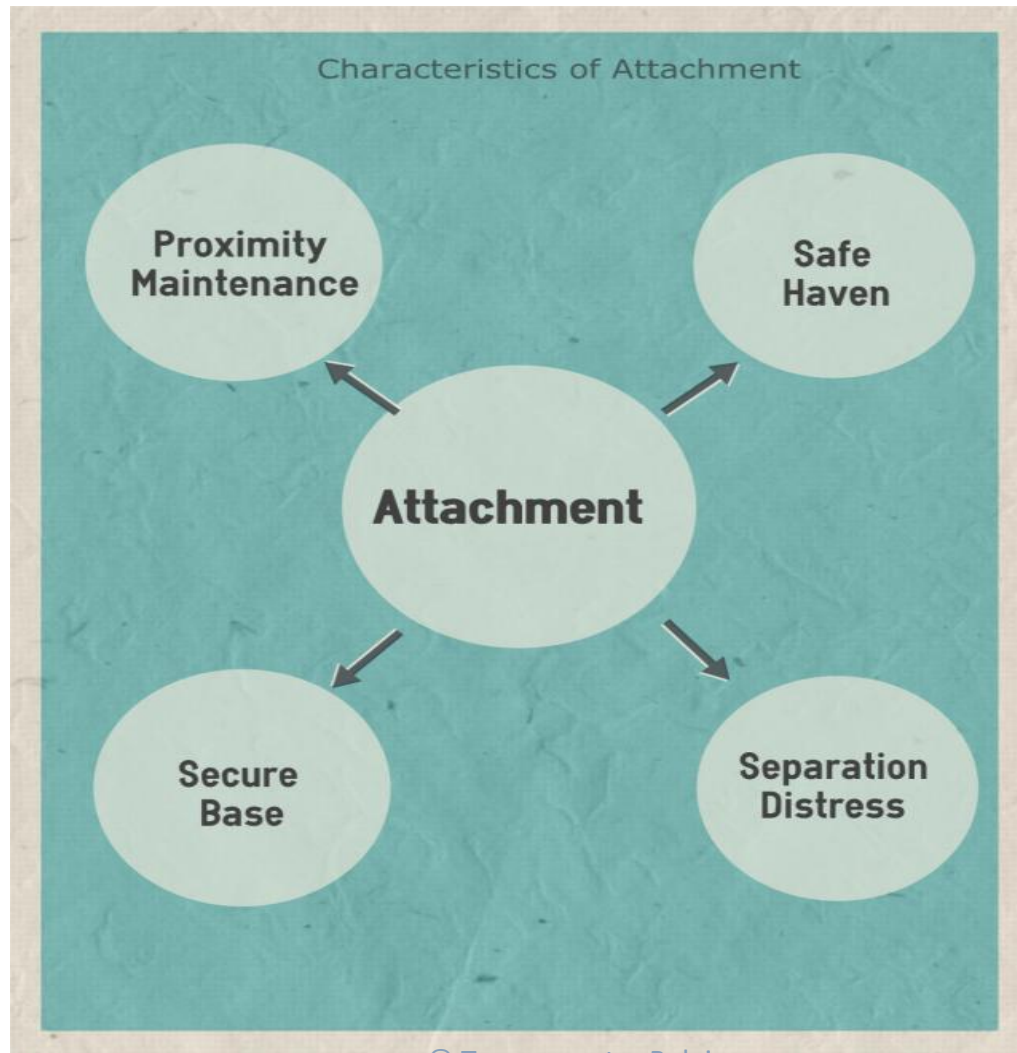 Characteristics of Attachment
Proximity
Maintenance
Safe
Haven
Attachment
Secure
Base
Separation
Distress